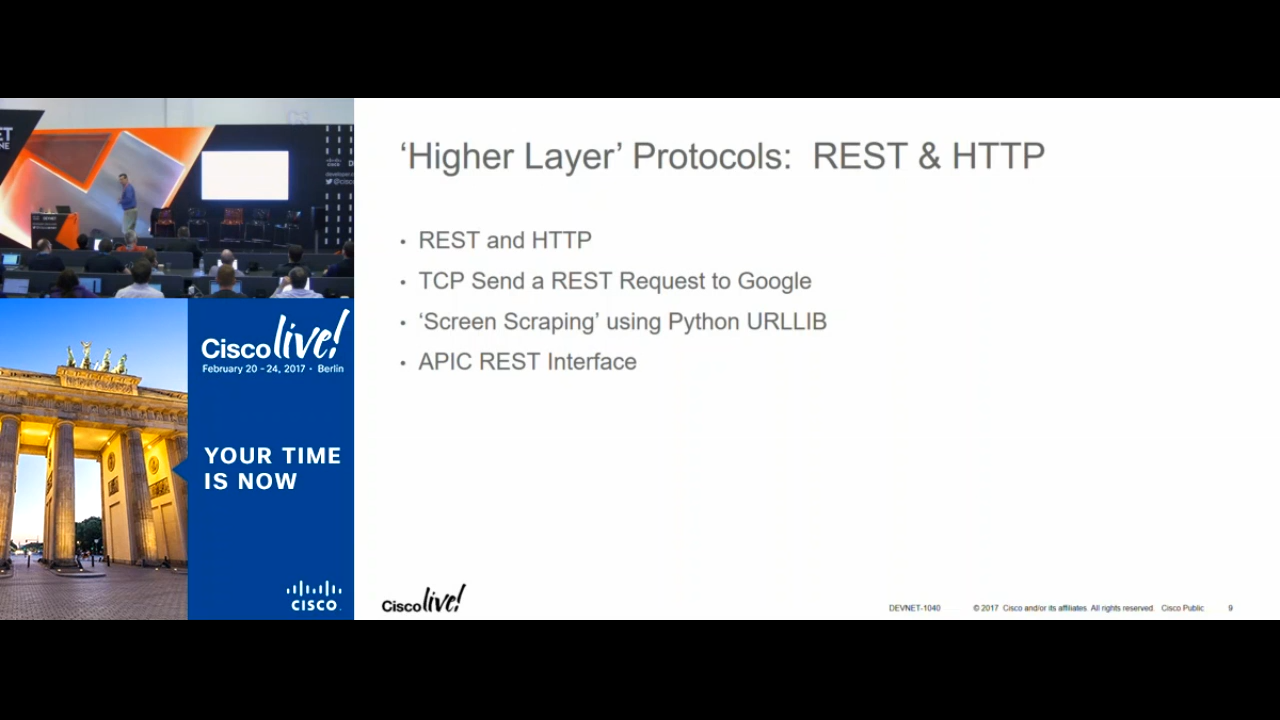 ‘Higher Layer’ Protocols: REST & HTTP
• REST and HTTP
• TCP Send a REST Request to Google
• ‘Screen Scraping’ using Python URLLIB
• APIC REST Interface
Cisco live!
February 20 - 24, 2017 • Berlin
YOUR TIME
IS NOW
CISCO
Cisco live!
DEVNET-1040 © 2017 Cisco and/or its affiliates. All rights reserved. Cisco Public 9